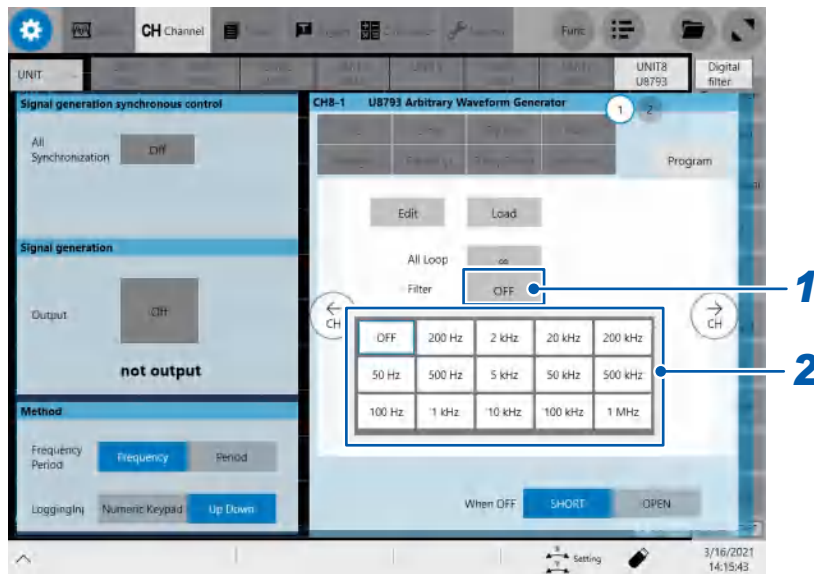 CH Channel
Func
UNIT
UNIT8
U8793
Digital
filter
Signal generation synchronous control
All
Synchronization
Off
Signal generation
Output
Off
not output
Method
Frequency
Period
Frequency
Period
LoggingIn
Numeric Keypad
Up Down
CH8-1 U8793 Arbitrary Waveform Generator
1
2
Program
Edit
Load
All Loop
∞
Filter
OFF
1
CH
CH
OFF 200 Hz 2 kHz 20 kHz 200 kHz
50 Hz 500 Hz 5 kHz 50 kHz 500 kHz
100 Hz 1 kHz 10 kHz 100 kHz 1 MHz
2
When OFF
SHORT
OPEN
X
Y
Setting
3/16/2021
14:15:43